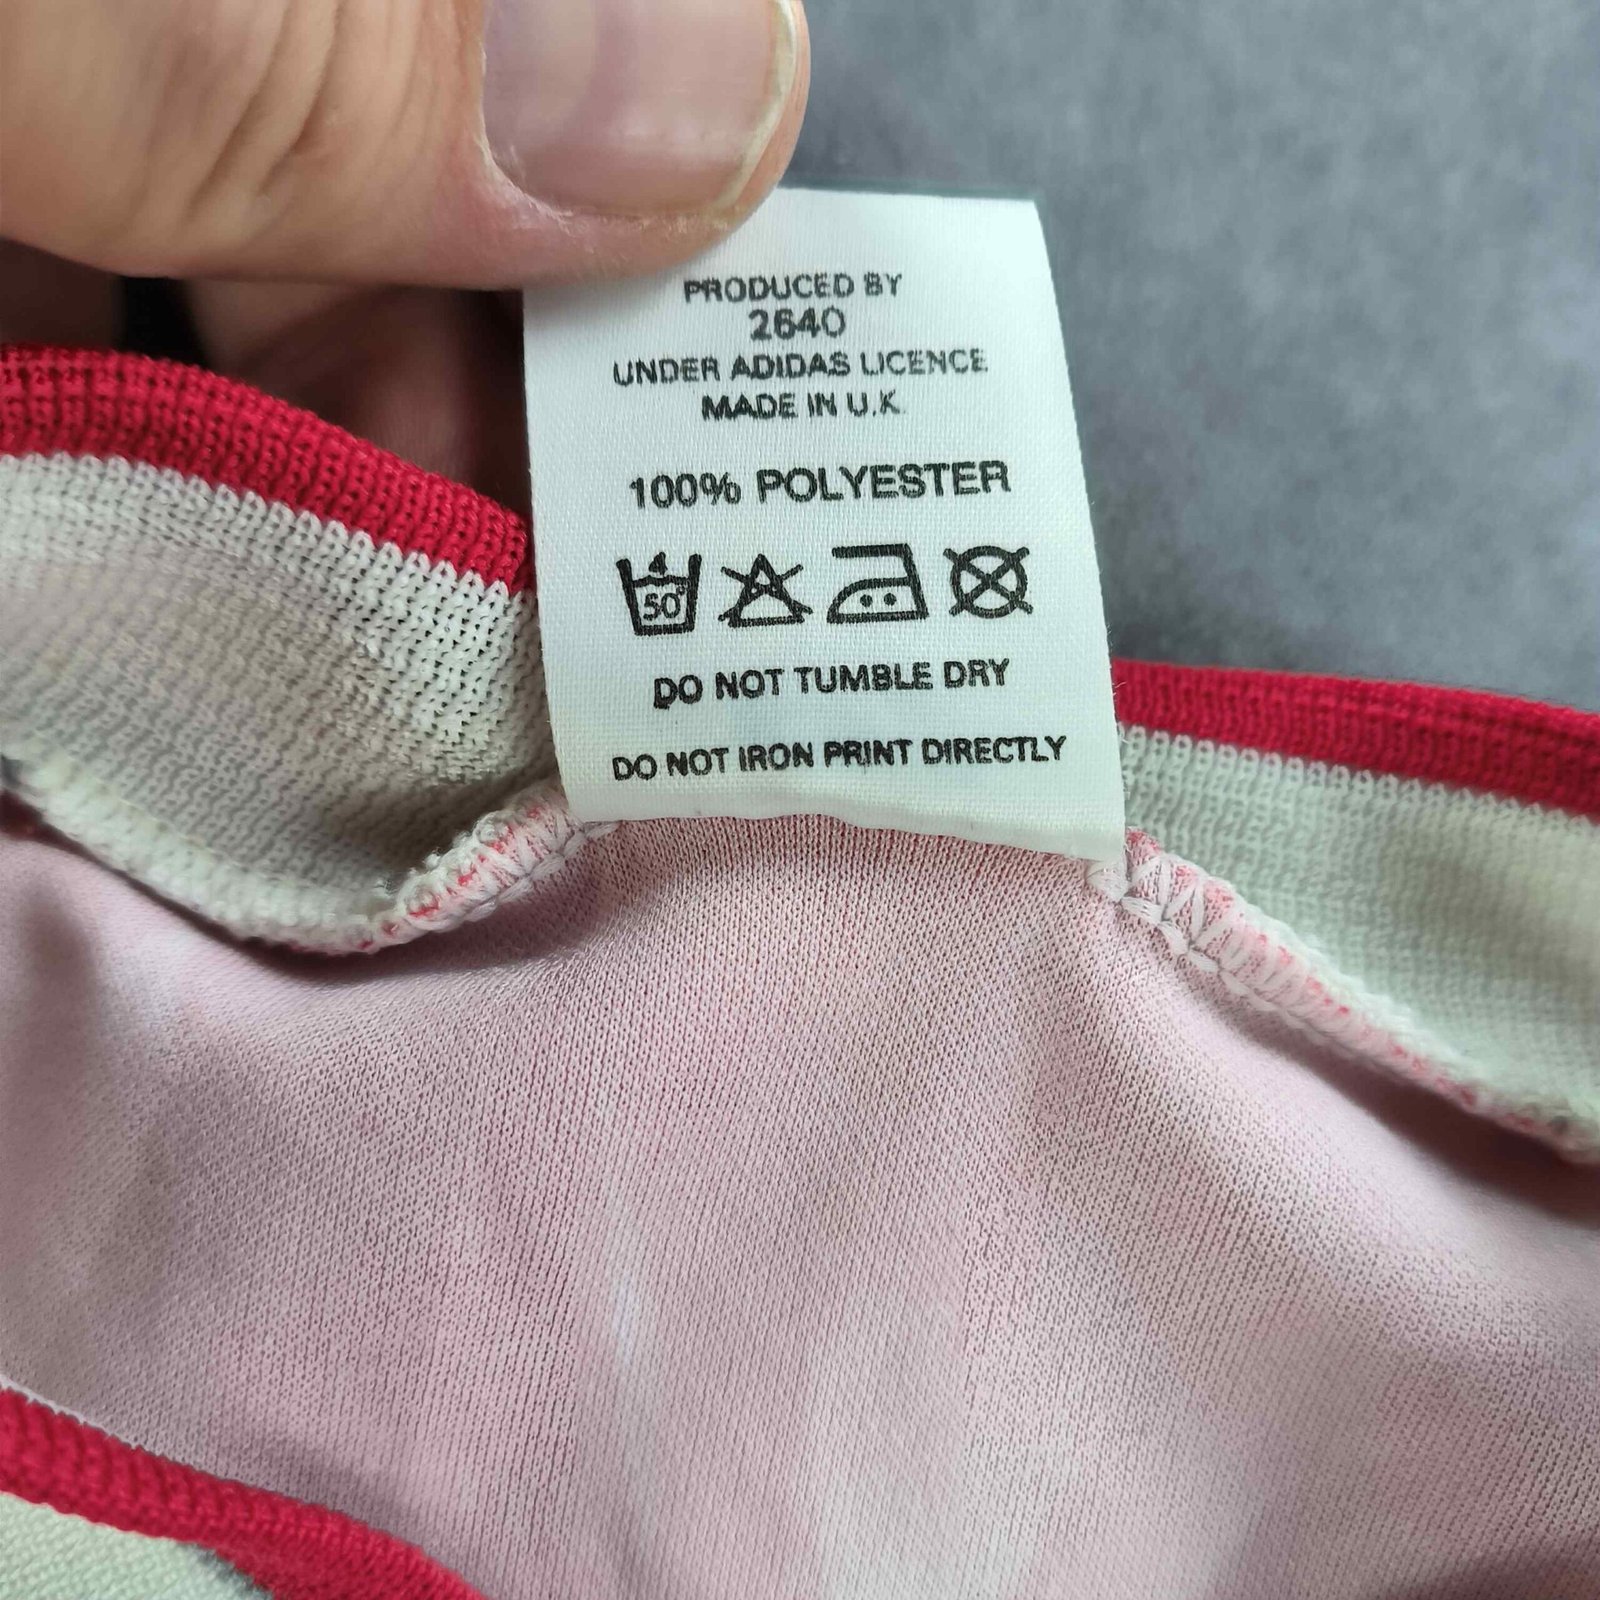 PRODUCED BY
2640
UNDER ADIDAS LICENCE
MADE IN U.K.
100% POLYESTER
4
50°
DO NOT TUMBLE DRY
DO NOT IRON PRINT DIRECTLY